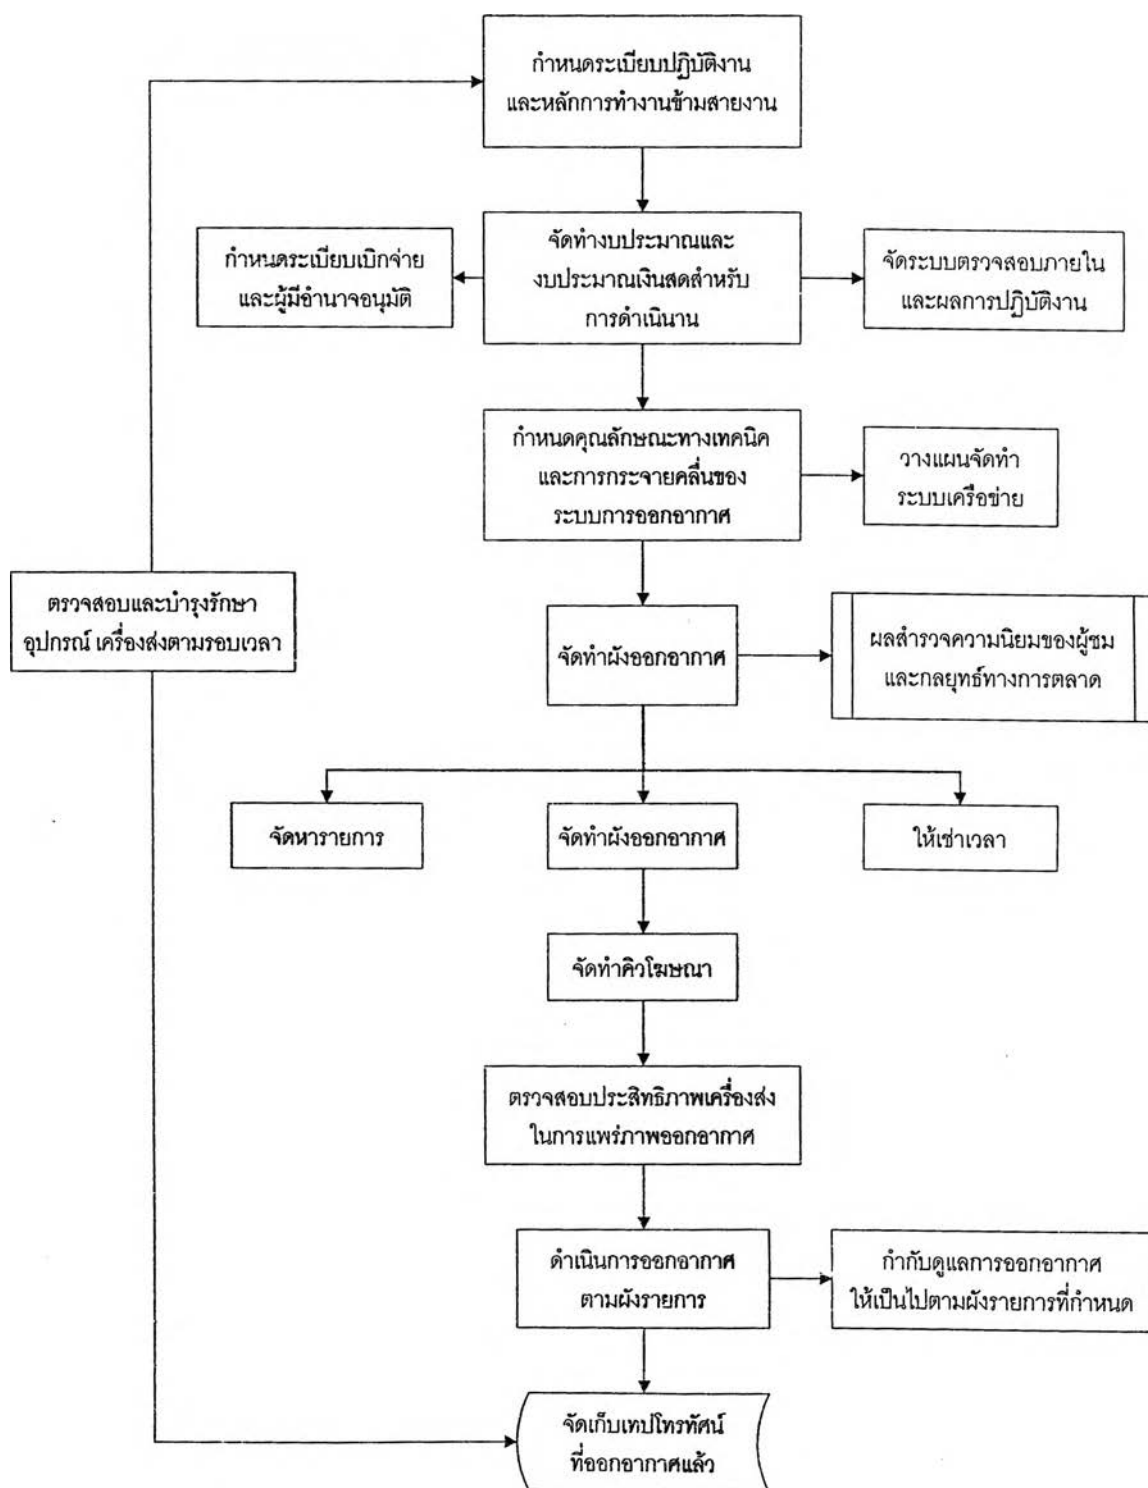 กำหนดระเบียบปฏิบัติงาน
และหลักการทำงานข้ามสายงาน
กำหนดระเบียบเบิกจ่าย
และผู้มีอำนาจอนุมัติ
จัดทำงบประมาณและ
งบประมาณเงินสดสำหรับ
การดำเนินาน
จัดระบบตรวจสอบภายใน
และผลการปฏิบัติงาน
กำหนดคุณลักษณะทางเทคนิค
และการกระจายคลื่นของ
ระบบการออกอากาศ
วางแผนจัดทำ
ระบบเครือข่าย
ตรวจสอบและบำรุงรักษา
อุปกรณ์ เครื่องส่งตามรอบเวลา
จัดทำผังออกอากาศ
ผลสำรวจความนิยมของผู้ชม
และกลยุทธ์ทางการตลาด
จัดหารายการ
จัดทำผังออกอากาศ
ให้เช่าเวลา
จัดทำคิวโฆษณา
ตรวจสอบประสิทธิภาพเครื่องส่ง
ในการแพร่ภาพออกอากาศ
ดำเนินการออกอากาศ
ตามผังรายการ
กำกับดูแลการออกอากาศ
ให้เป็นไปตามผังรายการที่กำหนด
จัดเก็บเทปโทรทัศน์
ที่ออกอากาศแล้ว